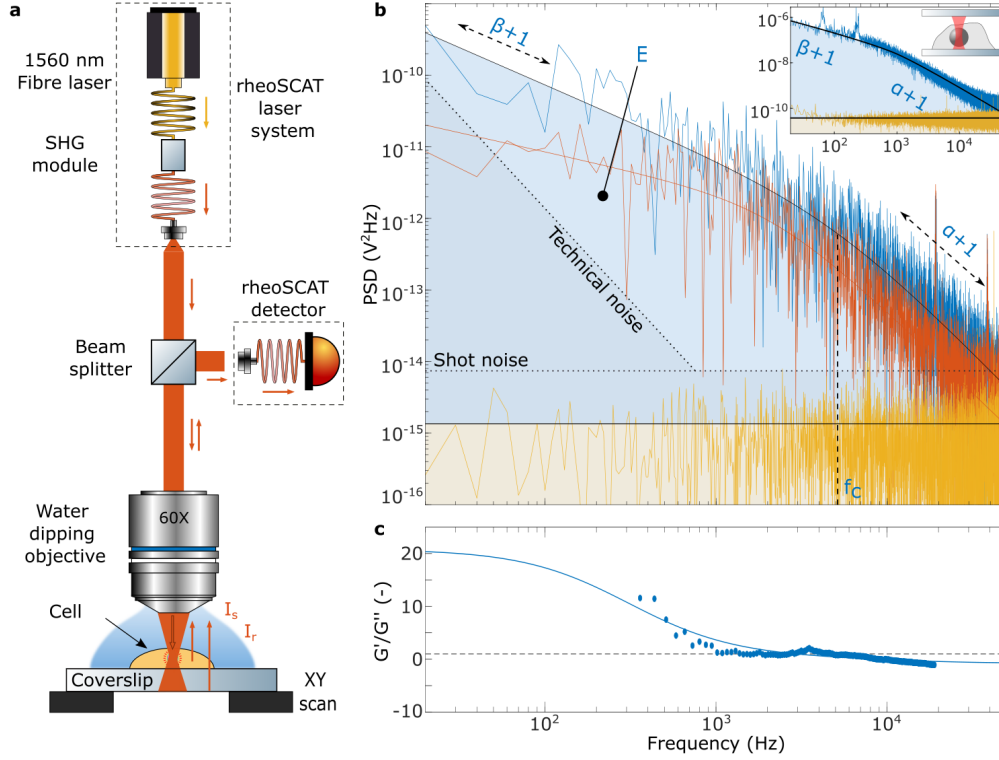 a
1560 nm
Fibre laser
rheoSCAT
laser
system
SHG
module
rheoSCAT
detector
Beam
splitter
Water
dipping
objective
60X
Cell
I_s
I_r
Coverslip
XY
scan
b
PSD (V²Hz)
10⁻¹⁰
10⁻¹¹
10⁻¹²
10⁻¹³
10⁻¹⁴
10⁻¹⁵
10⁻¹⁶
β+1
E
Technical noise
Shot noise
α+1
f_c
10⁻⁶
10⁻⁸
10⁻¹⁰
β+1
α+1
10²
10³
10⁴
c
G'/G'' (-)
20
10
0
-10
10²
10³
10⁴
Frequency (Hz)